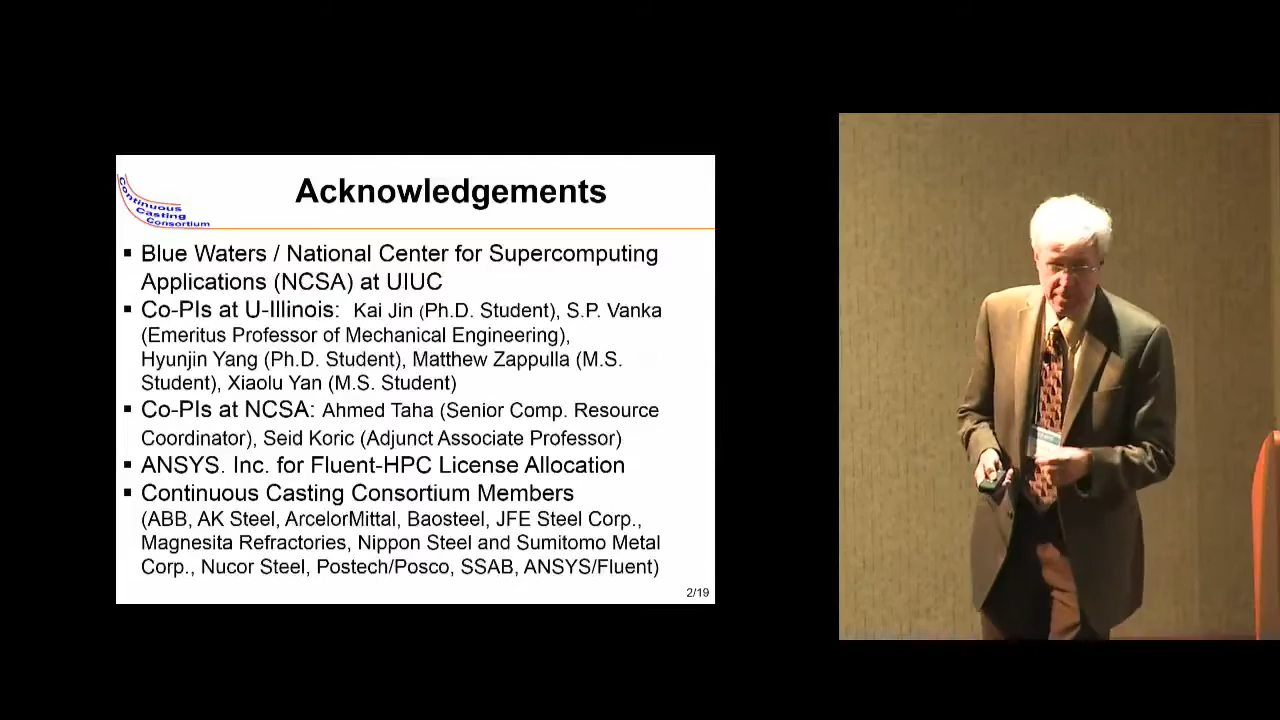 Continuous
Casting
Consortium
Acknowledgements
▪ Blue Waters / National Center for Supercomputing
Applications (NCSA) at UIUC
▪ Co-PIs at U-Illinois: Kai Jin (Ph.D. Student), S.P. Vanka
(Emeritus Professor of Mechanical Engineering),
Hyunjin Yang (Ph.D. Student), Matthew Zappulla (M.S.
Student), Xiaolu Yan (M.S. Student)
▪ Co-PIs at NCSA: Ahmed Taha (Senior Comp. Resource
Coordinator), Seid Koric (Adjunct Associate Professor)
▪ ANSYS. Inc. for Fluent-HPC License Allocation
▪ Continuous Casting Consortium Members
(ABB, AK Steel, ArcelorMittal, Baosteel, JFE Steel Corp.,
Magnesita Refractories, Nippon Steel and Sumitomo Metal
Corp., Nucor Steel, Postech/Posco, SSAB, ANSYS/Fluent)
2/19